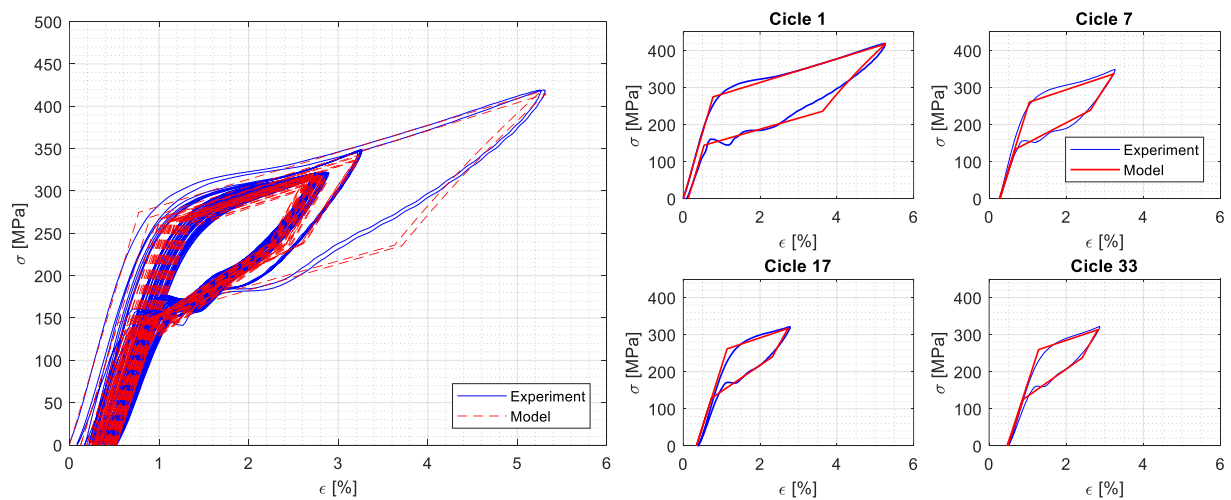 500
450
400
350
300
250
200
150
100
50
0
σ [MPa]
0 1 2 3 4 5 6
ϵ [%]
Experiment
Model
Cicle 1
400
300
200
100
0
σ [MPa]
0 2 4 6
ϵ [%]
Cicle 7
400
300
200
100
0
σ [MPa]
0 2 4 6
ϵ [%]
Experiment
Model
Cicle 17
400
300
200
100
0
σ [MPa]
0 2 4 6
ϵ [%]
Cicle 33
400
300
200
100
0
σ [MPa]
0 2 4 6
ϵ [%]